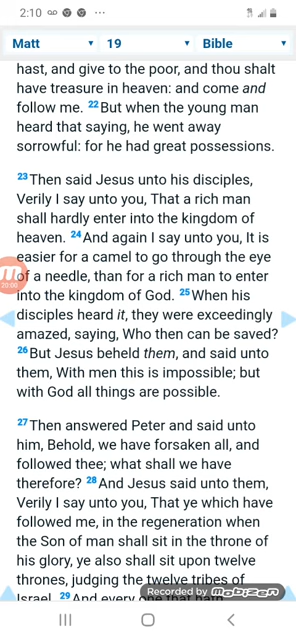 2:10
Matt 19 Bible
hast, and give to the poor, and thou shalt
have treasure in heaven: and come and
follow me. 22 But when the young man
heard that saying, he went away
sorrowful: for he had great possessions.
23 Then said Jesus unto his disciples,
Verily I say unto you, That a rich man
shall hardly enter into the kingdom of
heaven. 24 And again I say unto you, It is
easier for a camel to go through the eye
of a needle, than for a rich man to enter
into the kingdom of God. 25 When his
disciples heard it, they were exceedingly
amazed, saying, Who then can be saved?
26 But Jesus beheld them, and said unto
them, With men this is impossible; but
with God all things are possible.
27 Then answered Peter and said unto
him, Behold, we have forsaken all, and
followed thee; what shall we have
therefore? 28 And Jesus said unto them,
Verily I say unto you, That ye which have
followed me, in the regeneration when
the Son of man shall sit in the throne of
his glory, ye also shall sit upon twelve
thrones, judging the twelve tribes of
Israel. 29 And every one that hath
Recorded by Mobizen